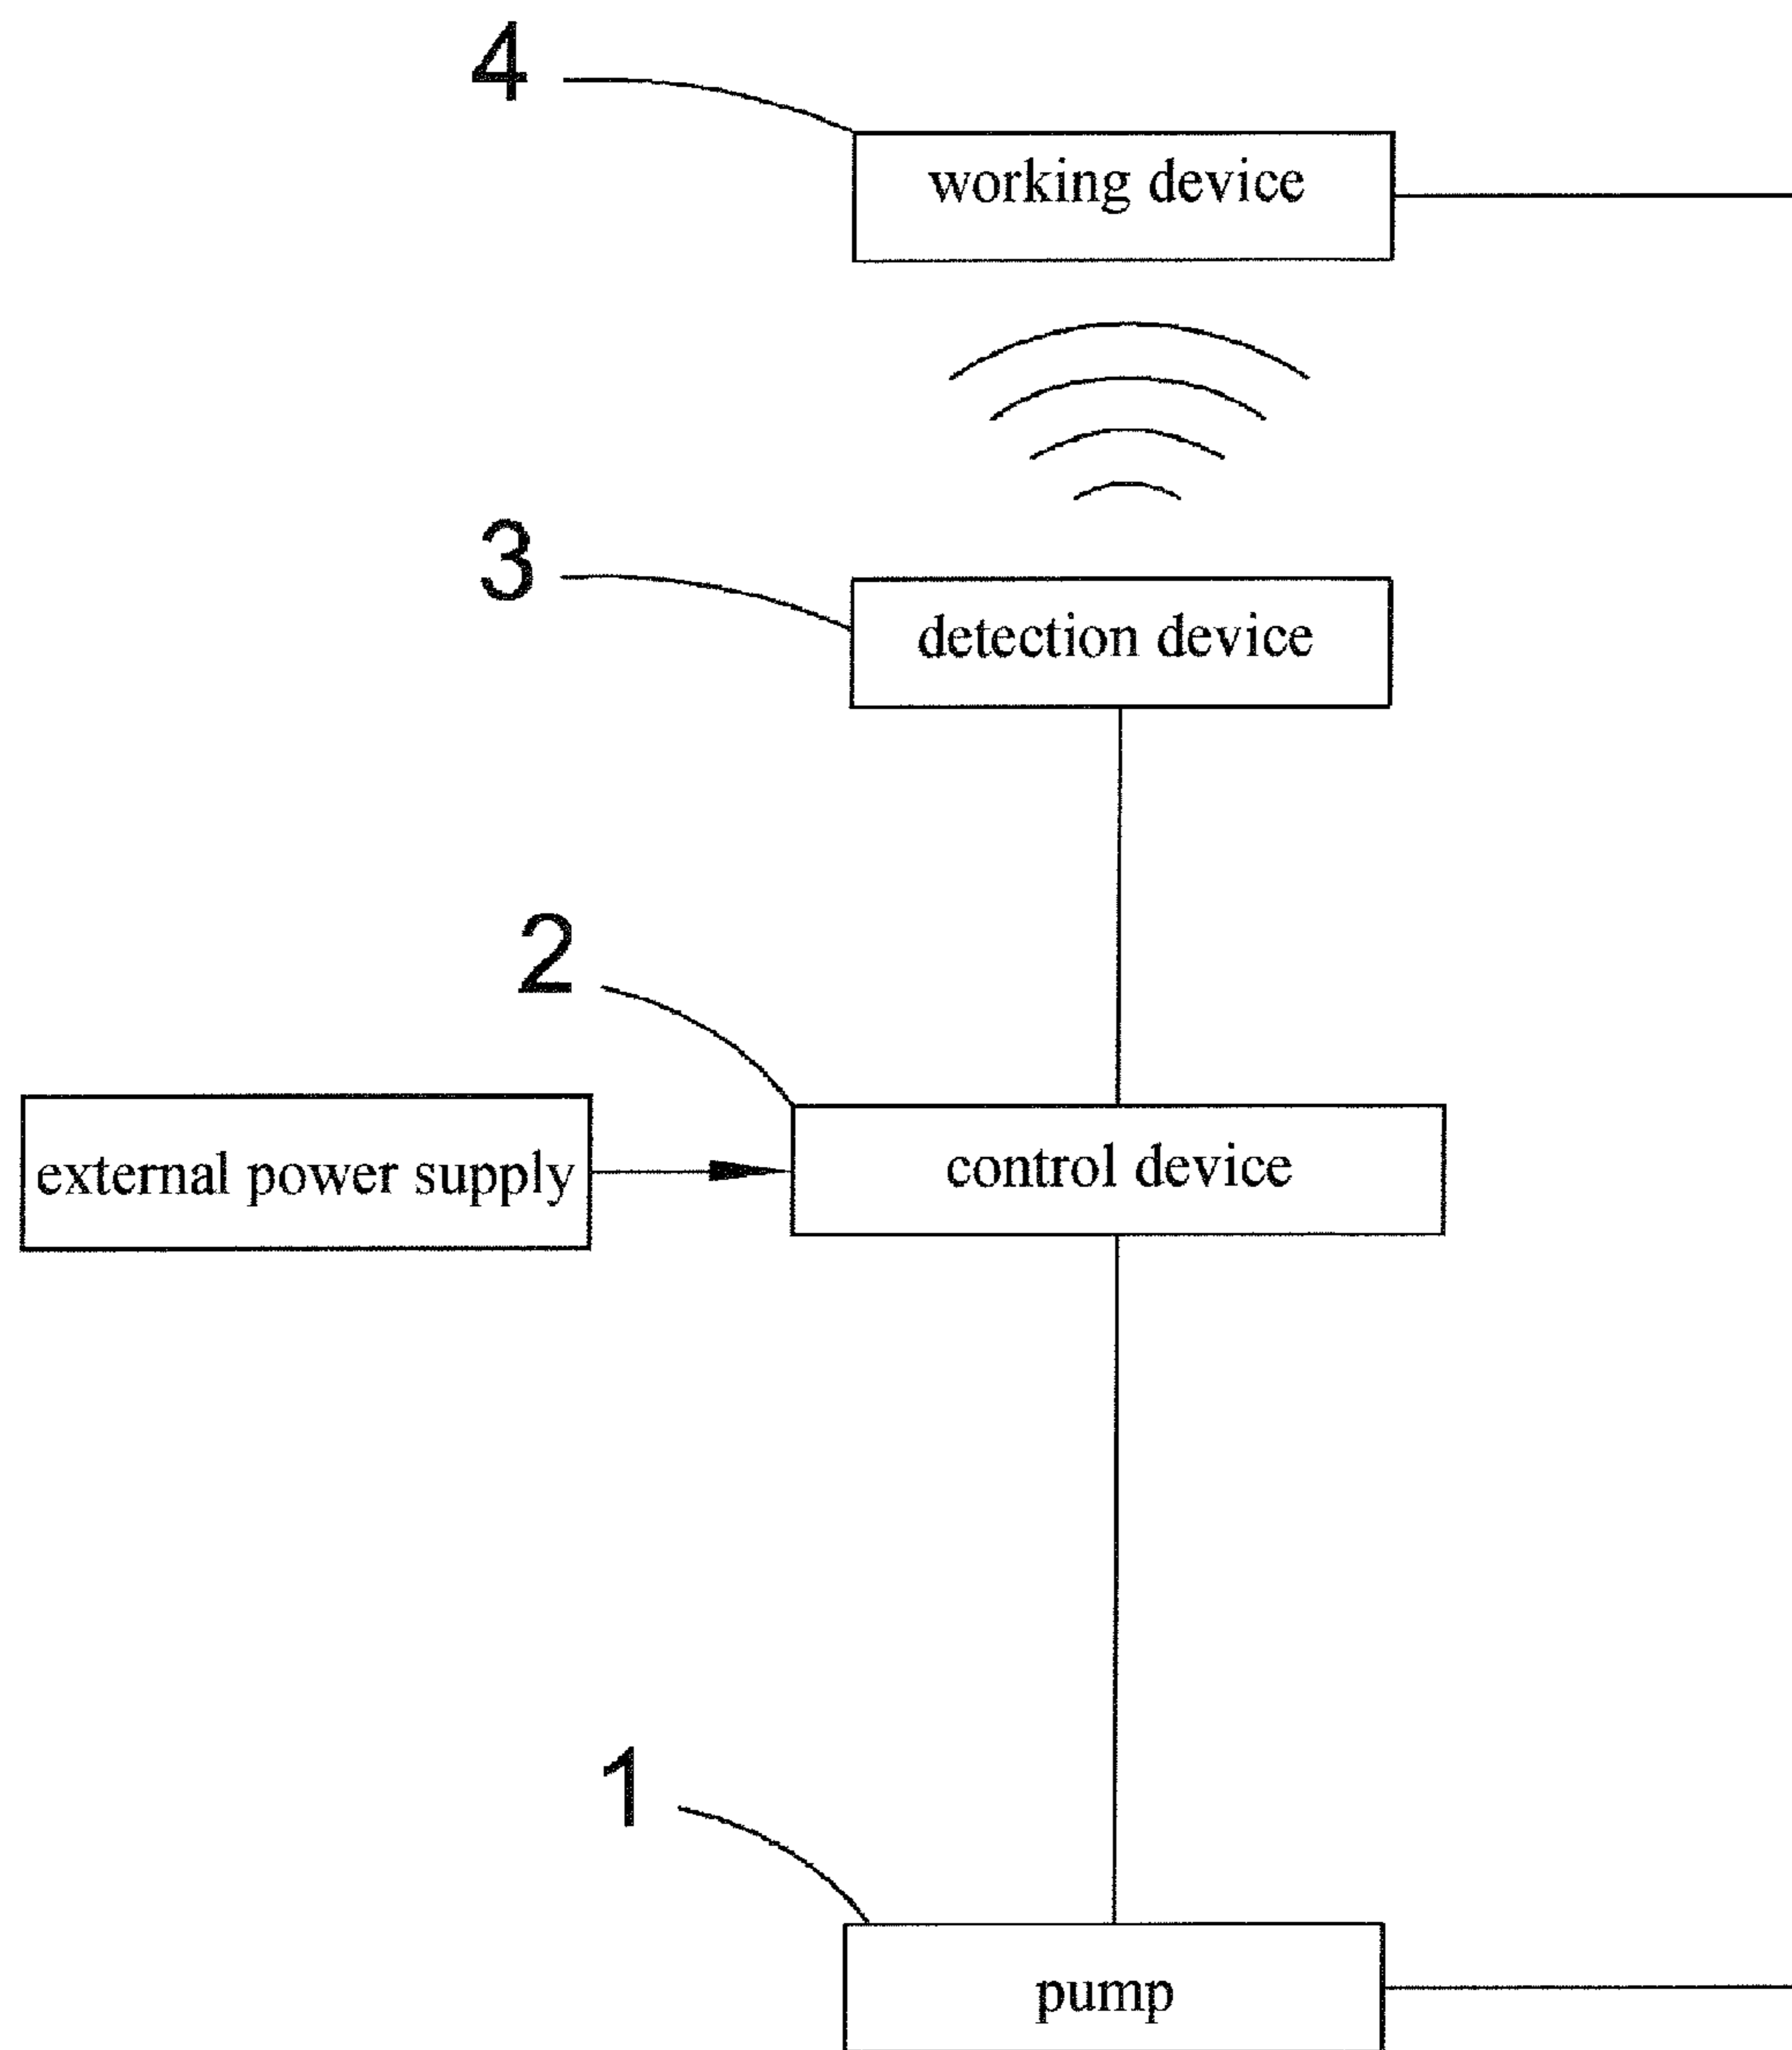 4
working device
3
detection device
2
external power supply
control device
1
pump